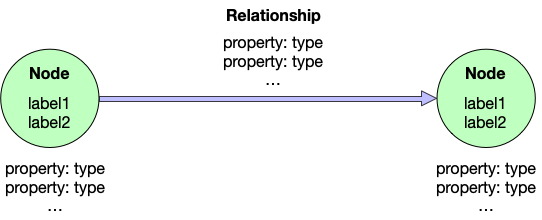 Relationship
property: type
property: type
...
Node
label1
label2
Node
label1
label2
property: type
property: type
...
property: type
property: type
...